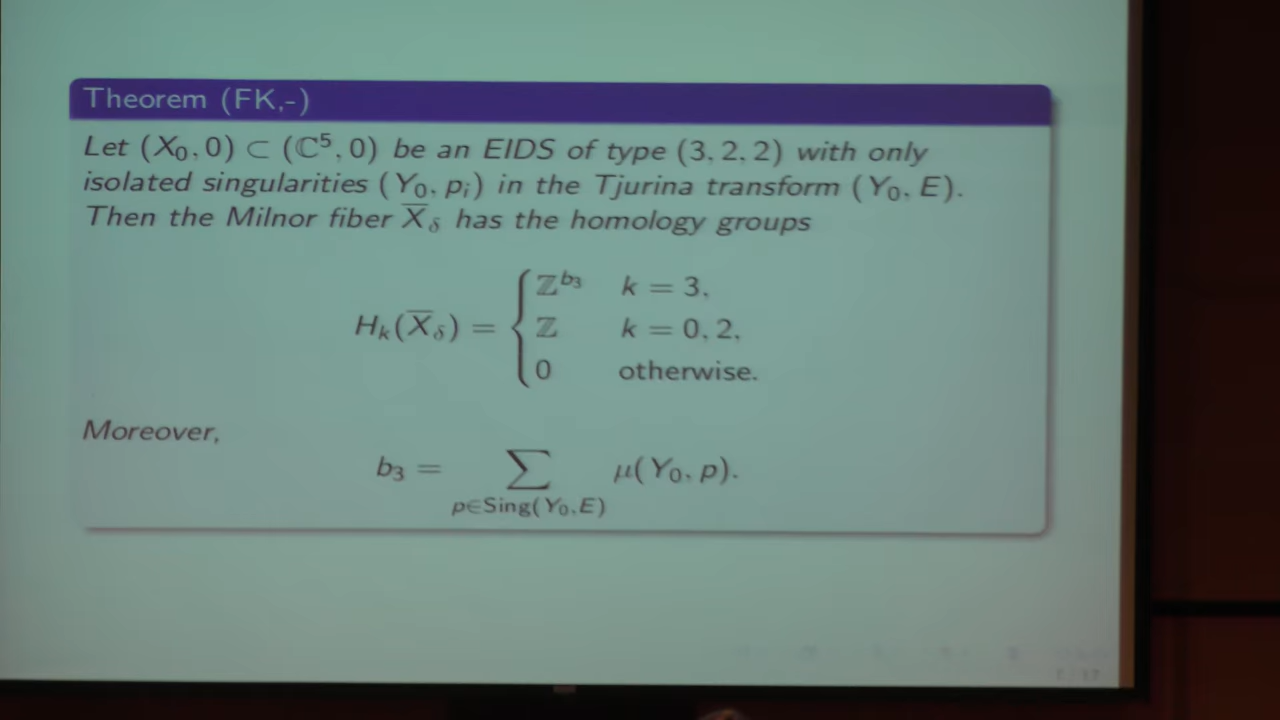 Theorem (FK,-)
Let (X₀, 0) ⊂ (ℂ⁵, 0) be an EIDS of type (3, 2, 2) with only
isolated singularities (Y₀, pᵢ) in the Tjurina transform (Y₀, E).
Then the Milnor fiber X̅_δ has the homology groups
H_k(X̅_δ) = { ℤ^{b₃} k = 3,
ℤ k = 0, 2,
0 otherwise.
Moreover,
b₃ = ∑_{p∈Sing(Y₀,E)} μ(Y₀, p).
7 / 17